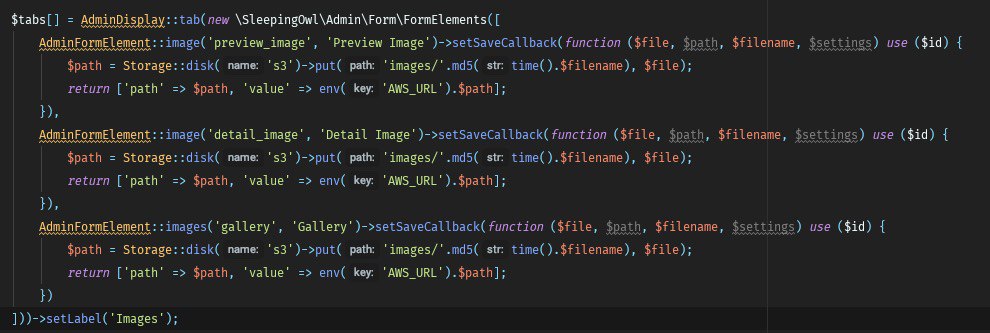 $tabs[] = AdminDisplay::tab(new \SleepingOwl\Admin\Form\FormElements([
AdminFormElement::image('preview_image', 'Preview Image')->setSaveCallback(function ($file, $path, $filename, $settings) use ($id) {
$path = Storage::disk( name: 's3')->put( path: 'images/'.md5( str: time().$filename), $file);
return ['path' => $path, 'value' => env( key: 'AWS_URL').$path];
}),
AdminFormElement::image('detail_image', 'Detail Image')->setSaveCallback(function ($file, $path, $filename, $settings) use ($id) {
$path = Storage::disk( name: 's3')->put( path: 'images/'.md5( str: time().$filename), $file);
return ['path' => $path, 'value' => env( key: 'AWS_URL').$path];
}),
AdminFormElement::images('gallery', 'Gallery')->setSaveCallback(function ($file, $path, $filename, $settings) use ($id) {
$path = Storage::disk( name: 's3')->put( path: 'images/'.md5( str: time().$filename), $file);
return ['path' => $path, 'value' => env( key: 'AWS_URL').$path];
})
]))->setLabel('Images');